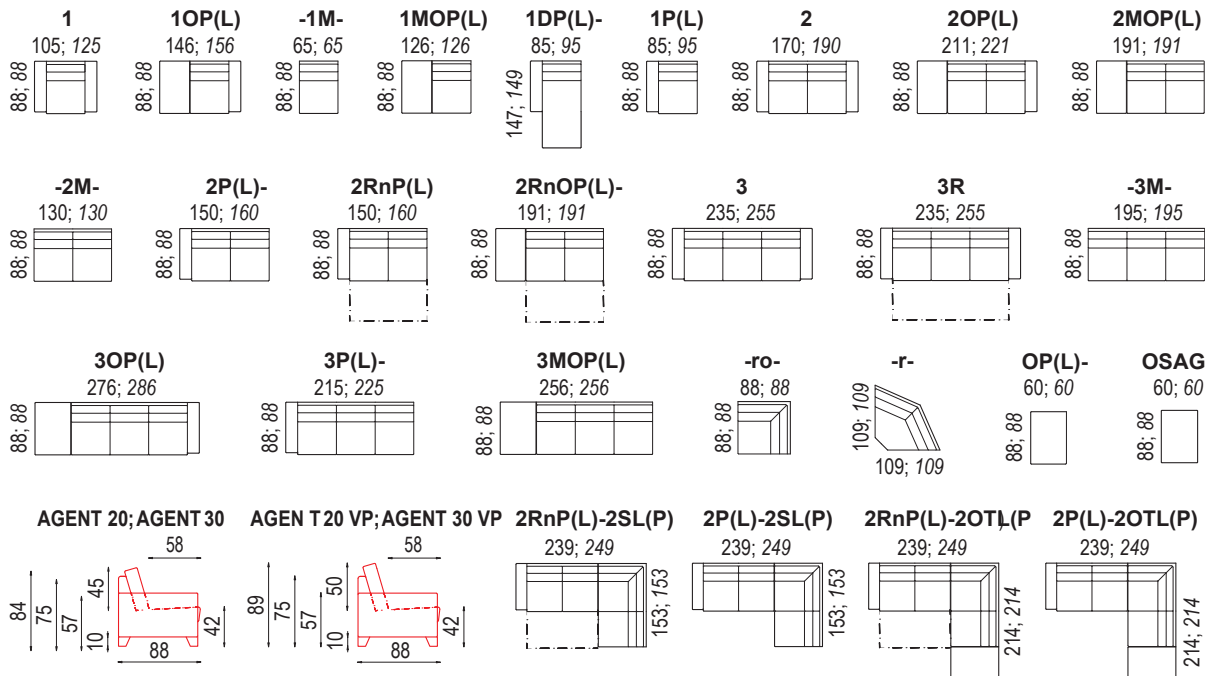 1 1OP(L) -1M- 1MOP(L) 1DP(L)- 1P(L) 2 2OP(L) 2MOP(L)
105; 125 146; 156 65; 65 126; 126 85; 95 85; 95 170; 190 211; 221 191; 191
88; 88 88; 88 88; 88 88; 88 147; 149 88; 88 88; 88 88; 88 88; 88
-2M- 2P(L)- 2RnP(L) 2RnOP(L)- 3 3R -3M-
130; 130 150; 160 150; 160 191; 191 235; 255 235; 255 195; 195
88; 88 88; 88 88; 88 88; 88 88; 88 88; 88 88; 88
3OP(L) 3P(L)- 3MOP(L) -ro- -r- OP(L)- OSAG
276; 286 215; 225 256; 256 88; 88 60; 60 60; 60
88; 88 88; 88 88; 88 88; 88 109; 109 88; 88 88; 88
109; 109
AGENT 20; AGENT 30 AGEN T 20 VP; AGENT 30 VP 2RnP(L)-2SL(P) 2P(L)-2SL(P) 2RnP(L)-2OTL(P 2P(L)-2OTL(P)
58 58 239; 249 239; 249 239; 249 239; 249
84 75 57 45 10 42 88 89 75 57 50 10 42 88 153; 153 153; 153 214; 214 214; 214